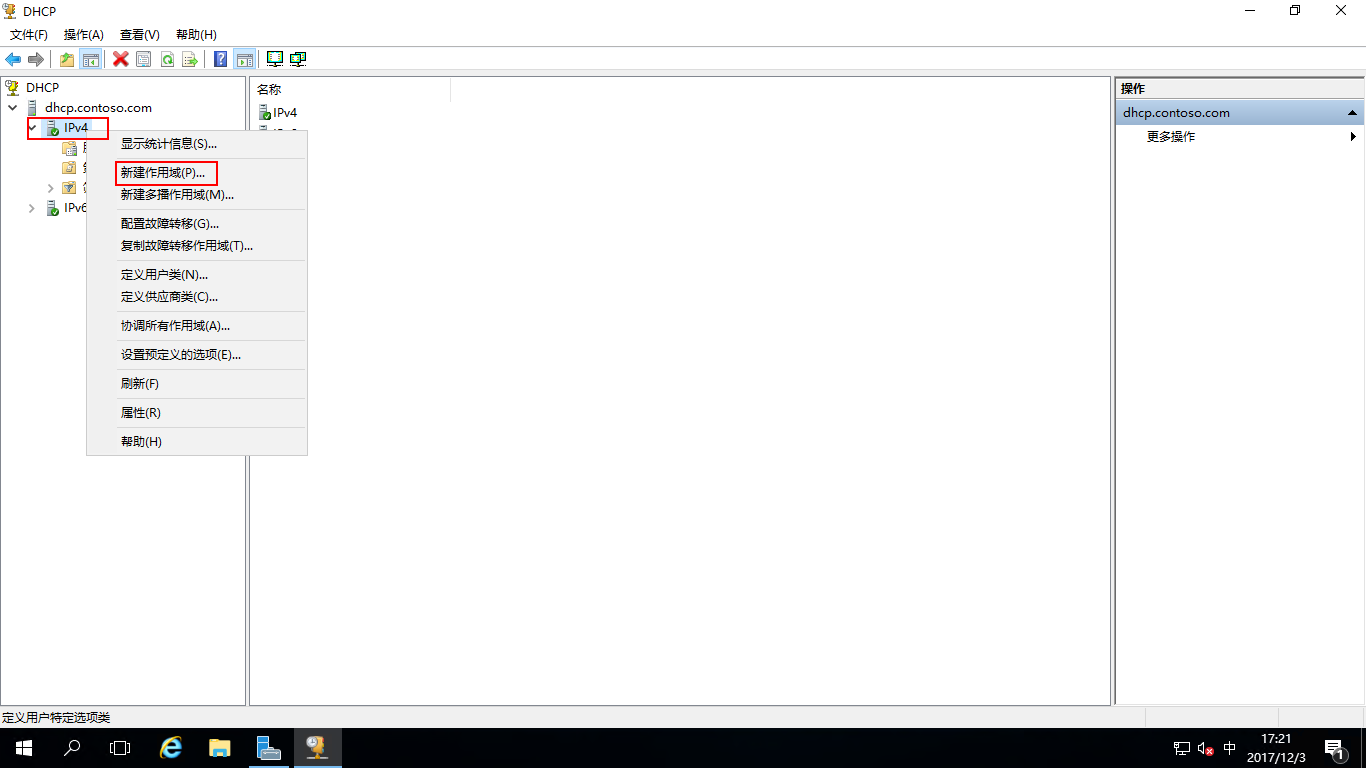 DHCP
文件(F) 操作(A) 查看(V) 帮助(H)
DHCP
dhcp.contoso.com
IPv4
IPv6
显示统计信息(S)...
新建作用域(P)...
新建多播作用域(M)...
配置故障转移(G)...
复制故障转移作用域(T)...
定义用户类(N)...
定义供应商类(C)...
协调所有作用域(A)...
设置预定义的选项(E)...
刷新(F)
属性(R)
帮助(H)
名称
IPv4
操作
dhcp.contoso.com
更多操作
定义用户特定选项类
中
17:21
2017/12/3
1